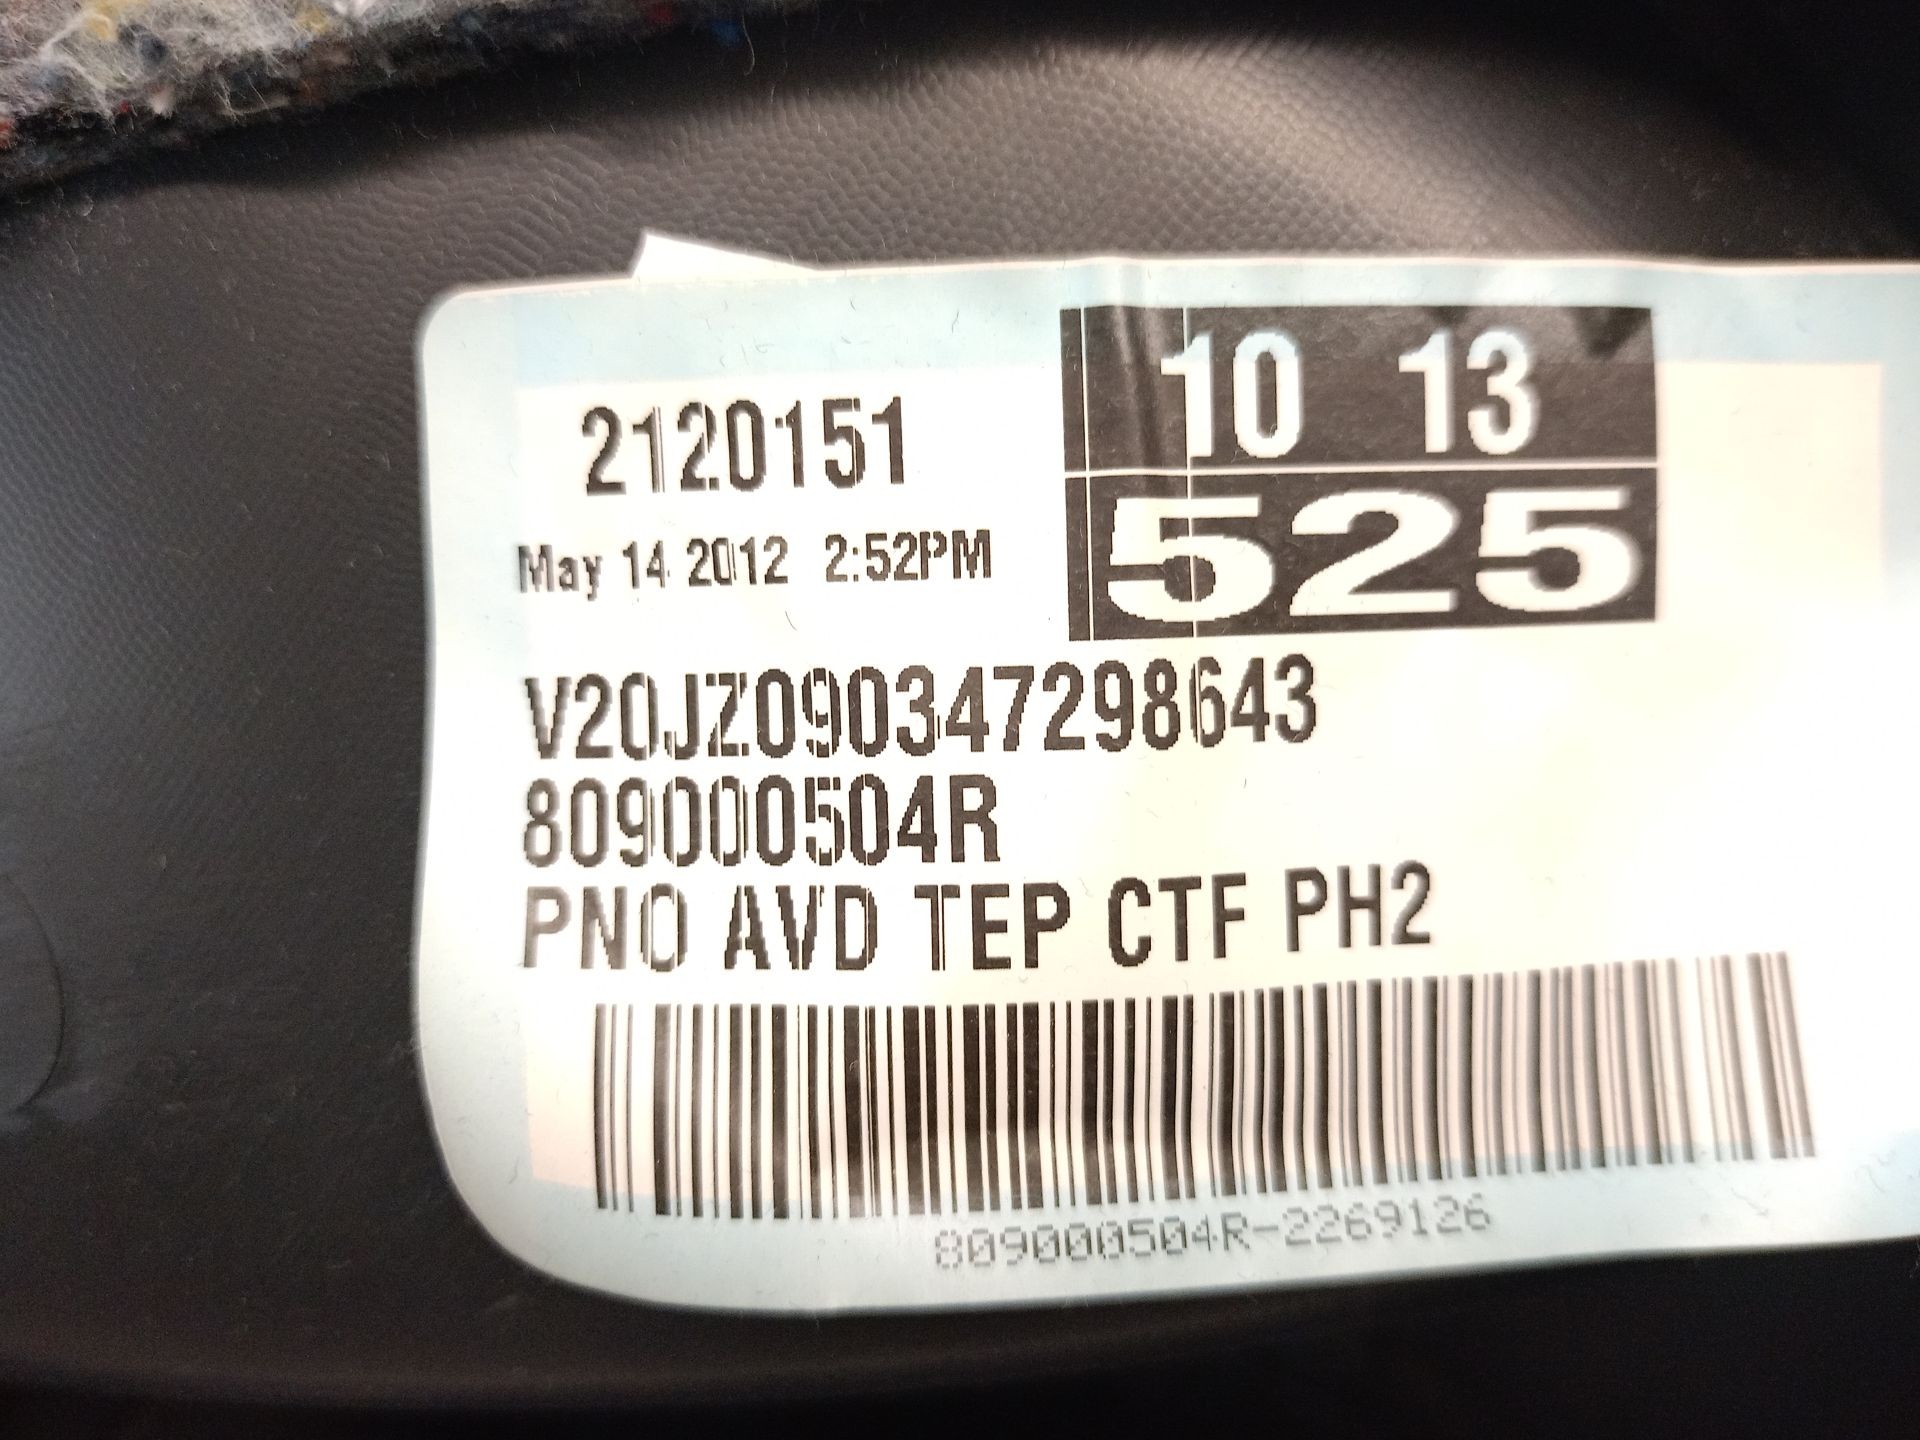 2120151
10 13
May 14 2012 2:52PM
525
V20JZ090347298643
809000504R
PNO AVD TEP CTF PH2
809000504R-2269126